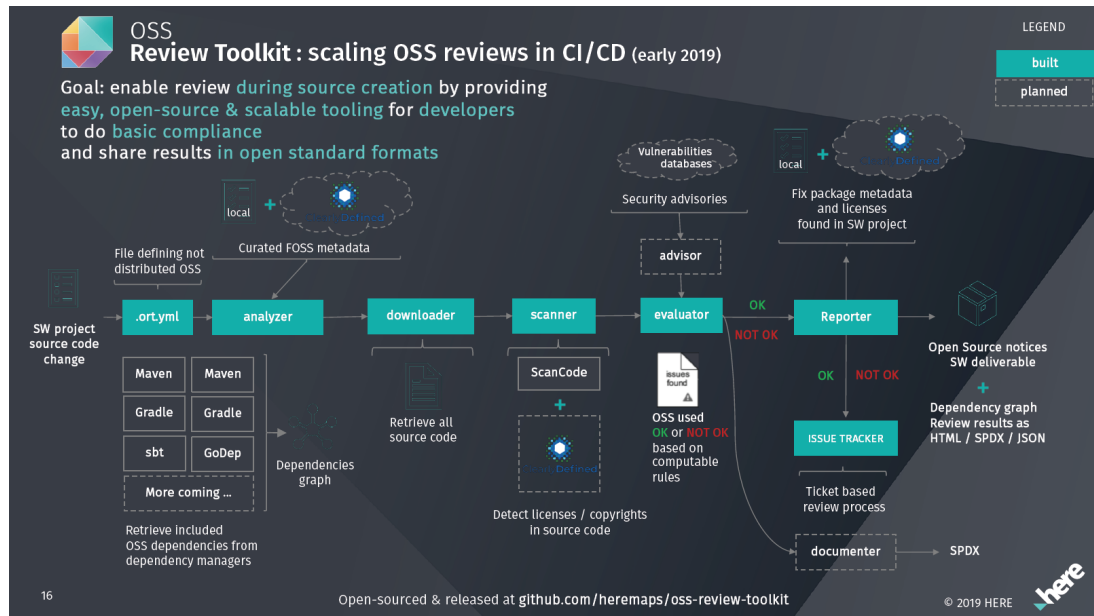 OSS
Review Toolkit : scaling OSS reviews in CI/CD (early 2019)
LEGEND
built
planned
Goal: enable review during source creation by providing
easy, open-source & scalable tooling for developers
to do basic compliance
and share results in open standard formats
local
+
Defined
Curated FOSS metadata
Vulnerabilities
databases
Security advisories
advisor
local
+
Defined
Fix package metadata
and licenses
found in SW project
File defining not
distributed OSS
SW project
source code
change
.ort.yml
analyzer
downloader
scanner
evaluator
OK
NOT OK
Reporter
Open Source notices
SW deliverable
+
Dependency graph
Review results as
HTML / SPDX / JSON
Maven
Maven
Gradle
Gradle
sbt
GoDep
More coming ...
Dependencies
graph
Retrieve included
OSS dependencies from
dependency managers
Retrieve all
source code
ScanCode
+
Defined
Detect licenses / copyrights
in source code
issues
found
OSS used
OK or NOT OK
based on
computable
rules
OK
NOT OK
ISSUE TRACKER
Ticket based
review process
documenter
SPDX
16
Open-sourced & released at github.com/heremaps/oss-review-toolkit
© 2019 HERE
here